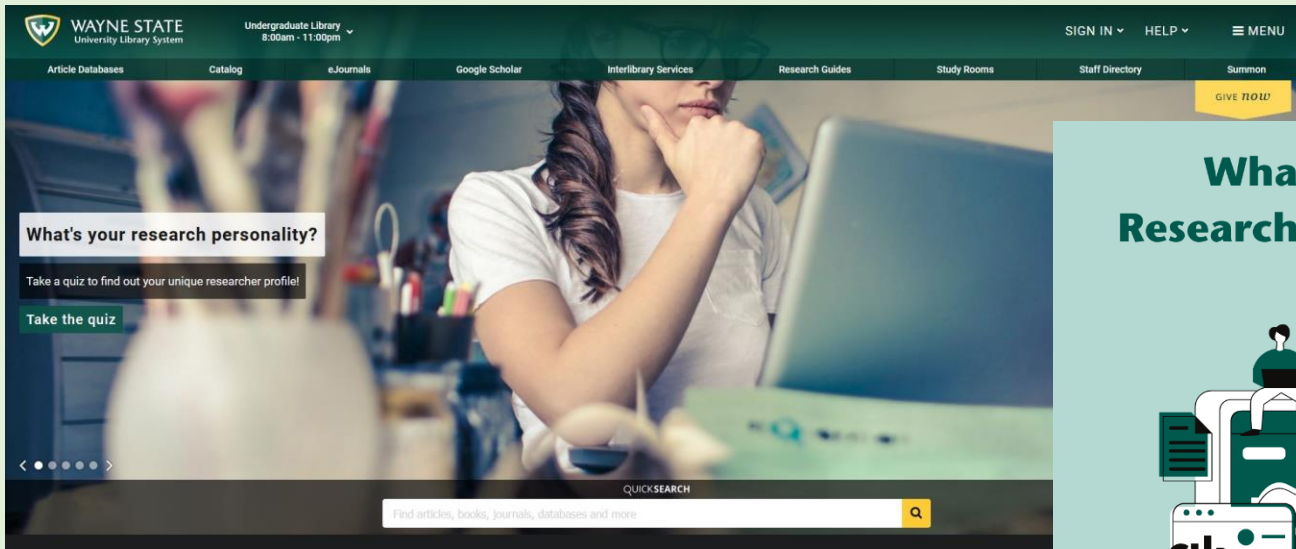 WAYNE STATE
University Library System
Undergraduate Library
8:00am - 11:00pm
SIGN IN
HELP
MENU
Article Databases
Catalog
eJournals
Google Scholar
Interlibrary Services
Research Guides
Study Rooms
Staff Directory
Summon
GIVE now
What's your research personality?
Take a quiz to find out your unique researcher profile!
Take the quiz
QUICKSEARCH
Find articles, books, journals, databases and more
Wha
Research